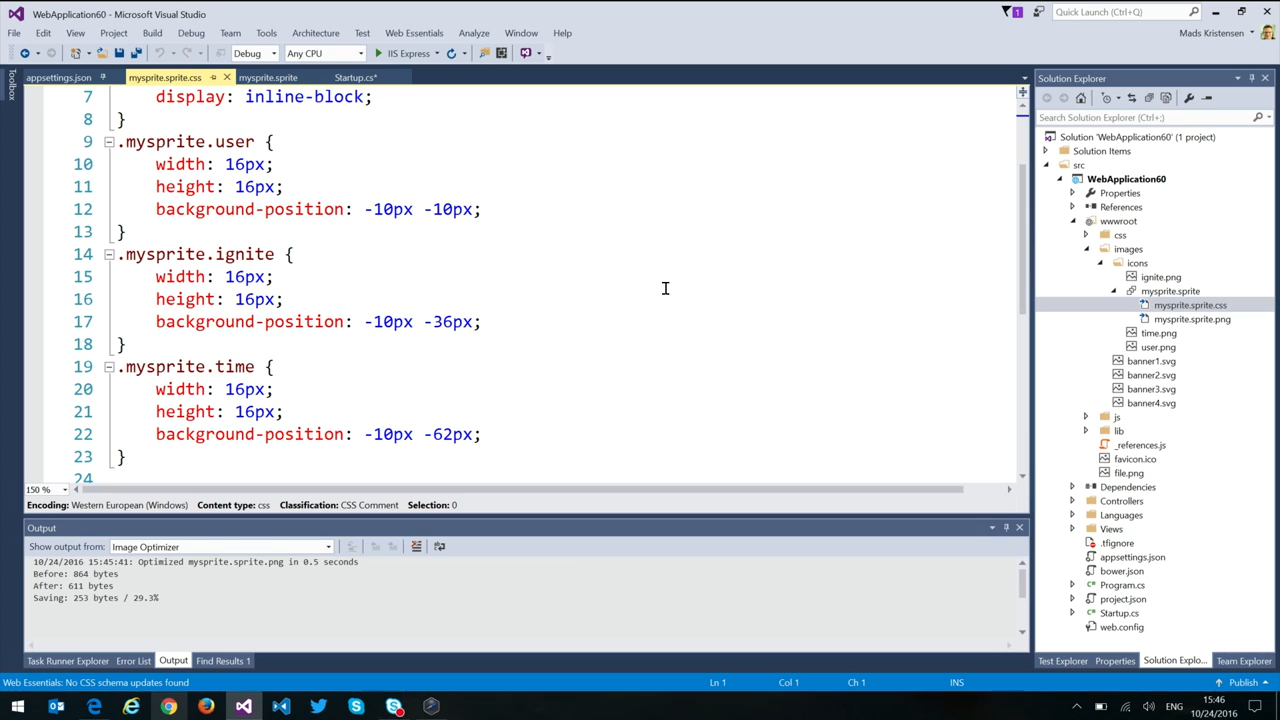 WebApplication60 - Microsoft Visual Studio
1
Quick Launch (Ctrl+Q)
File Edit View Project Build Debug Team Tools Architecture Test Web Essentials Analyze Window Help
Mads Kristensen
Debug Any CPU IIS Express
Toolbox
appsettings.json mysprite.sprite.css mysprite.sprite Startup.cs*
7 display: inline-block;
8 }
9 .mysprite.user {
10 width: 16px;
11 height: 16px;
12 background-position: -10px -10px;
13 }
14 .mysprite.ignite {
15 width: 16px;
16 height: 16px;
17 background-position: -10px -36px;
18 }
19 .mysprite.time {
20 width: 16px;
21 height: 16px;
22 background-position: -10px -62px;
23 }
24
150 %
Encoding: Western European (Windows) Content type: css Classification: CSS Comment Selection: 0
Output
Show output from: Image Optimizer
10/24/2016 15:45:41: Optimized mysprite.sprite.png in 0.5 seconds
Before: 864 bytes
After: 611 bytes
Saving: 253 bytes / 29.3%
Task Runner Explorer Error List Output Find Results 1
Solution Explorer
Search Solution Explorer (Ctrl+;)
Solution 'WebApplication60' (1 project)
Solution Items
src
WebApplication60
Properties
References
wwwroot
css
images
icons
ignite.png
mysprite.sprite
mysprite.sprite.css
mysprite.sprite.png
time.png
user.png
banner1.svg
banner2.svg
banner3.svg
banner4.svg
js
lib
_references.js
favicon.ico
file.png
Dependencies
Controllers
Languages
Views
.tfignore
appsettings.json
bower.json
Program.cs
project.json
Startup.cs
web.config
Test Explorer Properties Solution Explo... Team Explorer
Web Essentials: No CSS schema updates found Ln 1 Col 1 Ch 1 INS Publish
ENG
15:46
10/24/2016